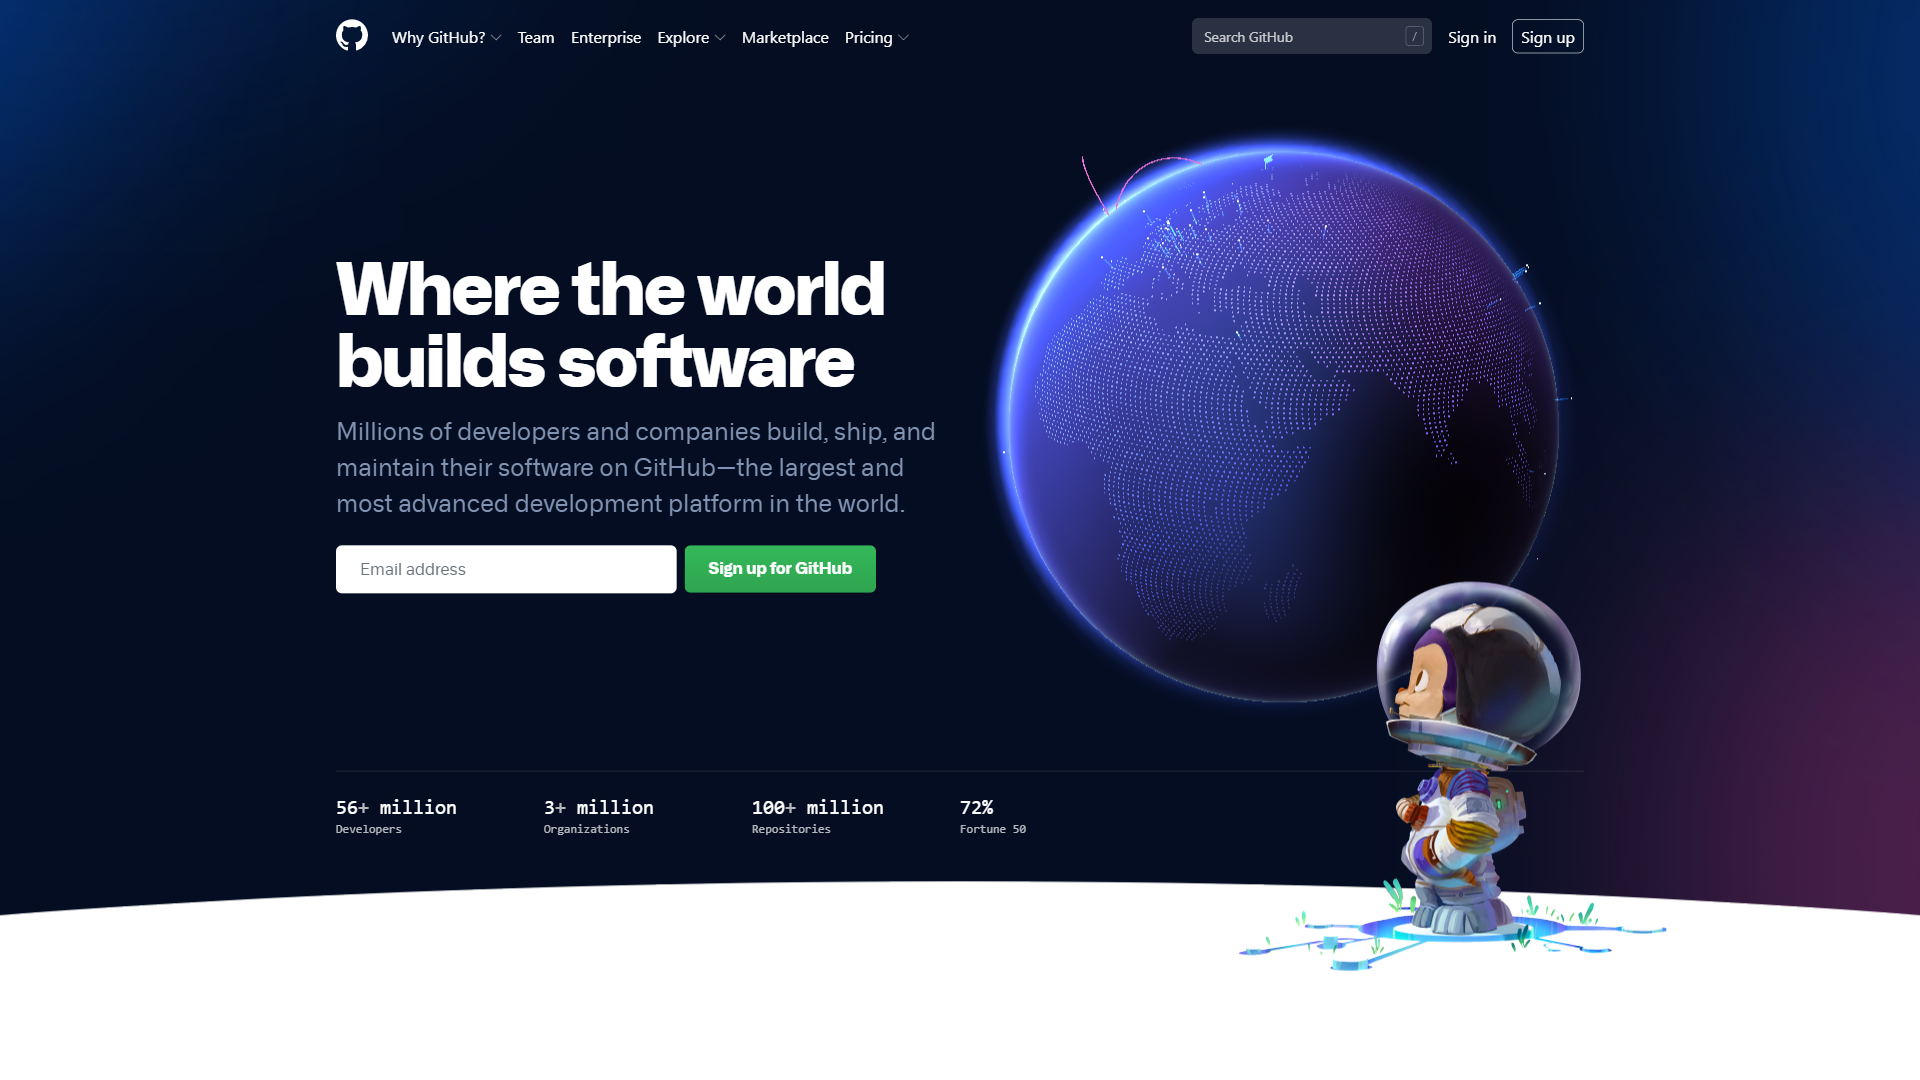 Why GitHub? Team Enterprise Explore Marketplace Pricing Search GitHub / Sign in Sign up
Where the world
builds software
Millions of developers and companies build, ship, and
maintain their software on GitHub—the largest and
most advanced development platform in the world.
Email address Sign up for GitHub
56+ million 3+ million 100+ million 72%
Developers Organizations Repositories Fortune 50